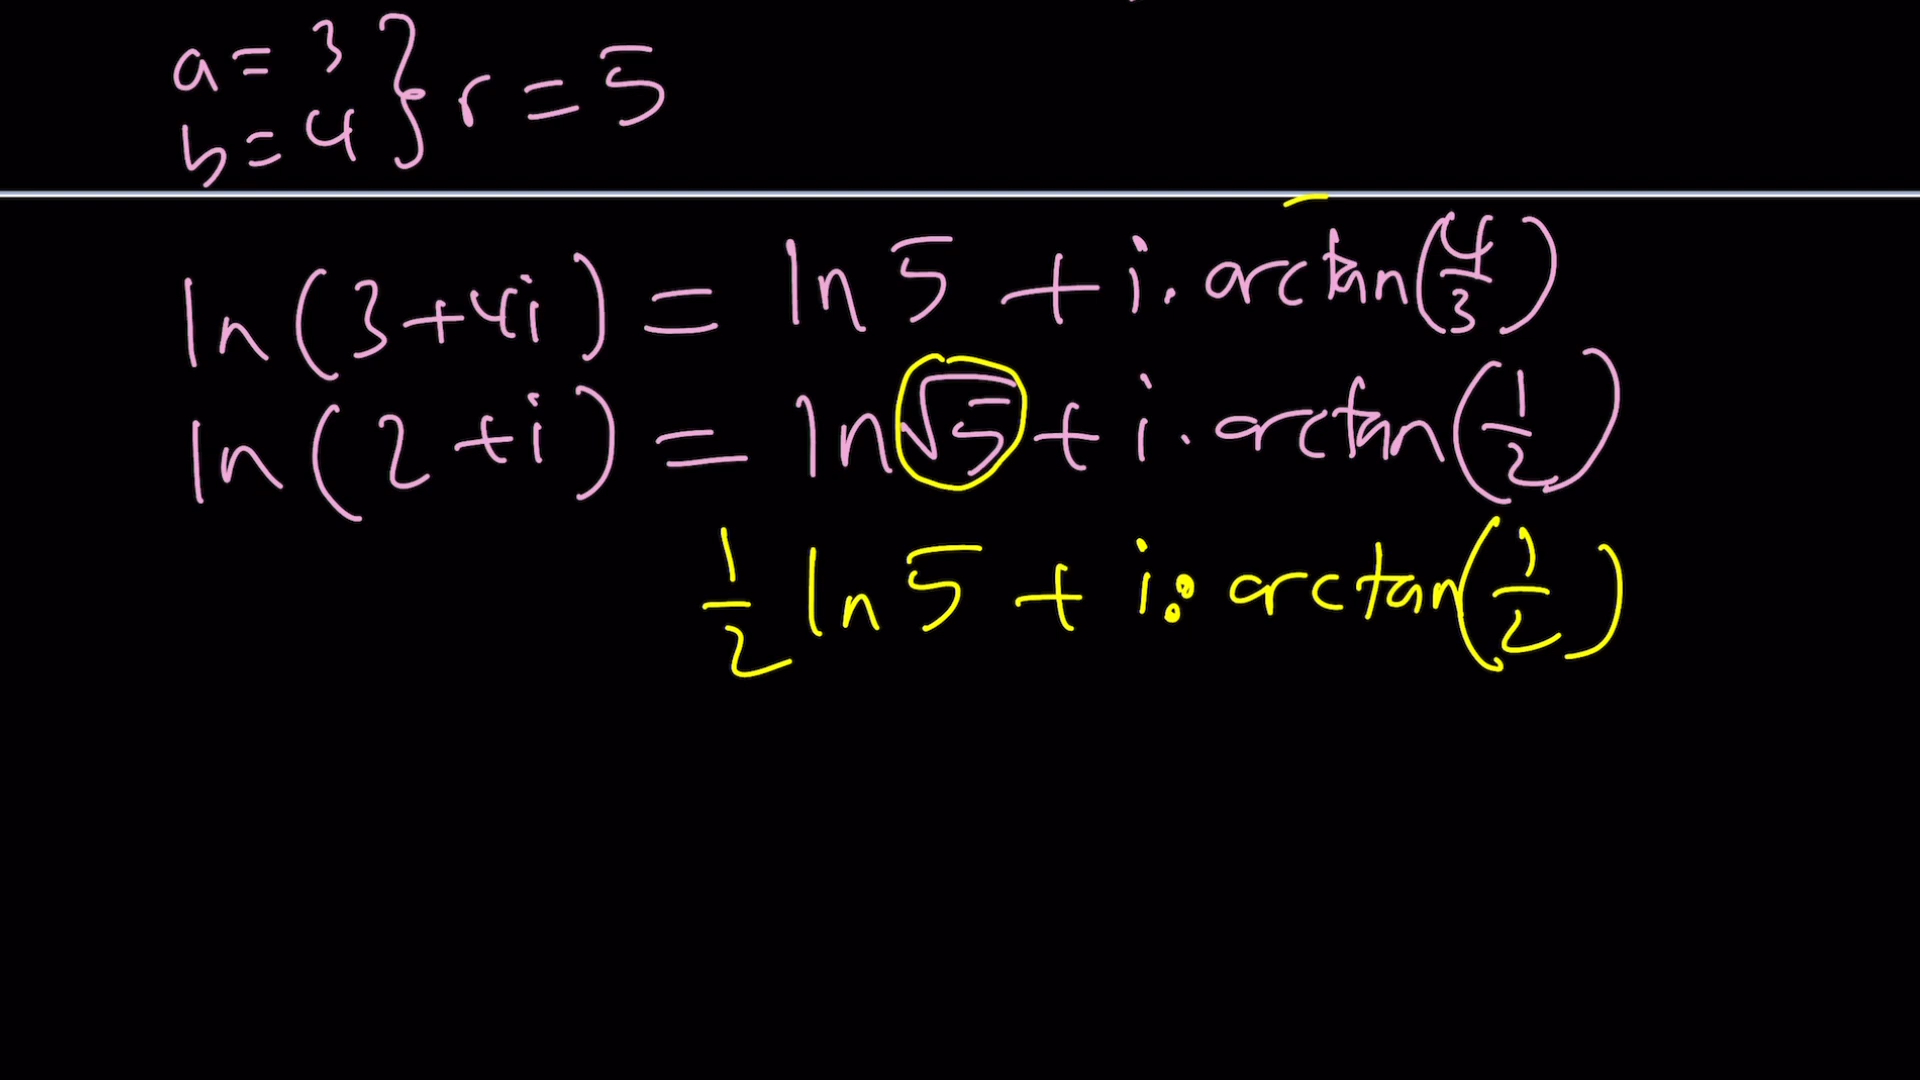 a = 3
b = 4 } r = 5
ln(3+4i) = ln 5 + i. arctan(4/3)
ln(2+i) = ln√5 + i. arctan(1/2)
1/2 ln 5 + i. arctan(1/2)